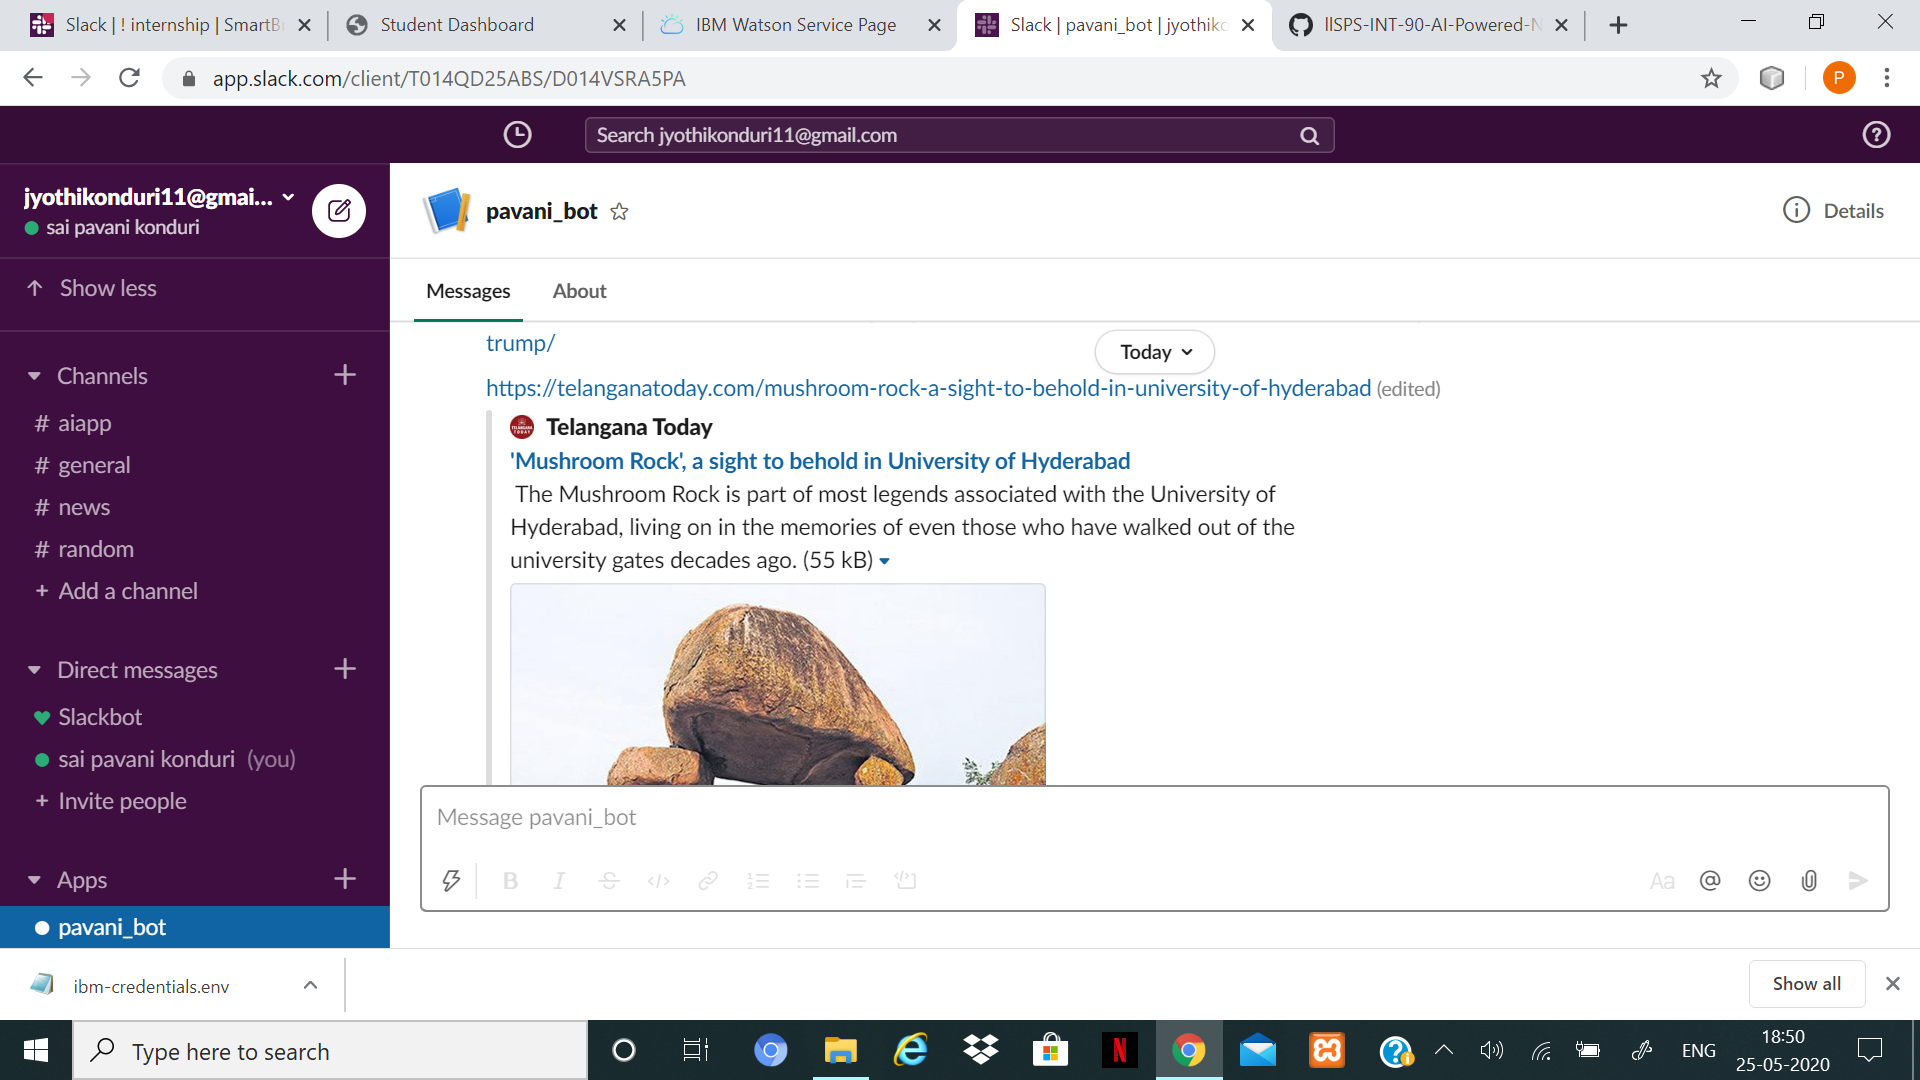 Slack | ! internship | SmartBr
Student Dashboard
IBM Watson Service Page
Slack | pavani_bot | jyothiko
llSPS-INT-90-AI-Powered-N
app.slack.com/client/T014QD25ABS/D014VSRA5PA
P
Search jyothikonduri11@gmail.com
jyothikonduri11@gmai...
sai pavani konduri
Show less
Channels
# aiapp
# general
# news
# random
+ Add a channel
Direct messages
Slackbot
sai pavani konduri (you)
+ Invite people
Apps
pavani_bot
pavani_bot
Details
Messages
About
trump/
Today
https://telanganatoday.com/mushroom-rock-a-sight-to-behold-in-university-of-hyderabad (edited)
Telangana Today
'Mushroom Rock', a sight to behold in University of Hyderabad
The Mushroom Rock is part of most legends associated with the University of
Hyderabad, living on in the memories of even those who have walked out of the
university gates decades ago. (55 kB)
Message pavani_bot
B I S </>
Aa @
ibm-credentials.env
Show all
Type here to search
N
ENG
18:50
25-05-2020